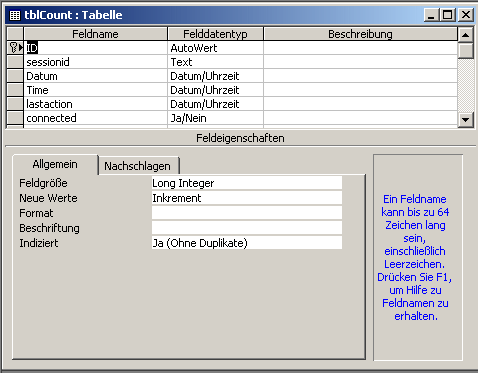 tblCount : Tabelle
Feldname Felddatentyp Beschreibung
ID AutoWert
sessionid Text
Datum Datum/Uhrzeit
Time Datum/Uhrzeit
lastaction Datum/Uhrzeit
connected Ja/Nein
Feldeigenschaften
Allgemein Nachschlagen
Feldgröße Long Integer
Neue Werte Inkrement
Format
Beschriftung
Indiziert Ja (Ohne Duplikate)
Ein Feldname
kann bis zu 64
Zeichen lang
sein,
einschließlich
Leerzeichen.
Drücken Sie F1,
um Hilfe zu
Feldnamen zu
erhalten.